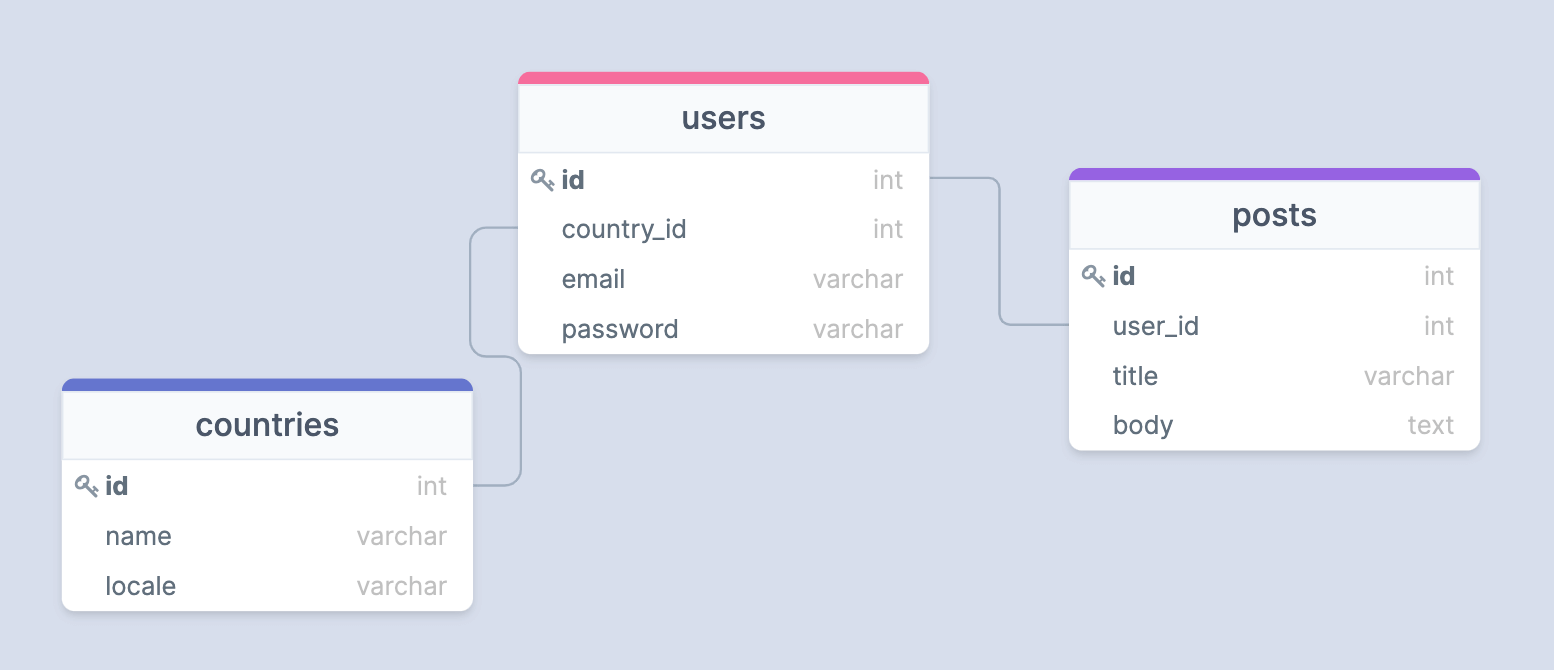 users
id int
country_id int
email varchar
password varchar
posts
id int
user_id int
title varchar
body text
countries
id int
name varchar
locale varchar